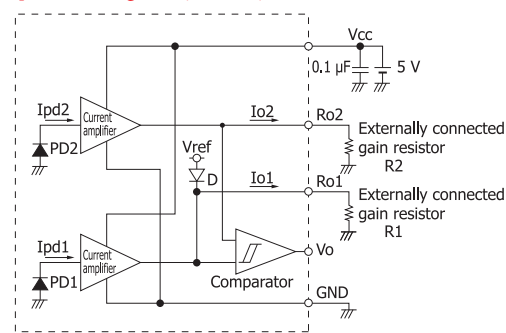 Vcc
0.1 μF
5 V
Ipd2
Current
amplifier
Io2
Ro2
PD2
Vref
Externally connected
gain resistor
R2
D
Io1
Ro1
Externally connected
gain resistor
R1
Ipd1
Current
amplifier
Vo
PD1
Comparator
GND